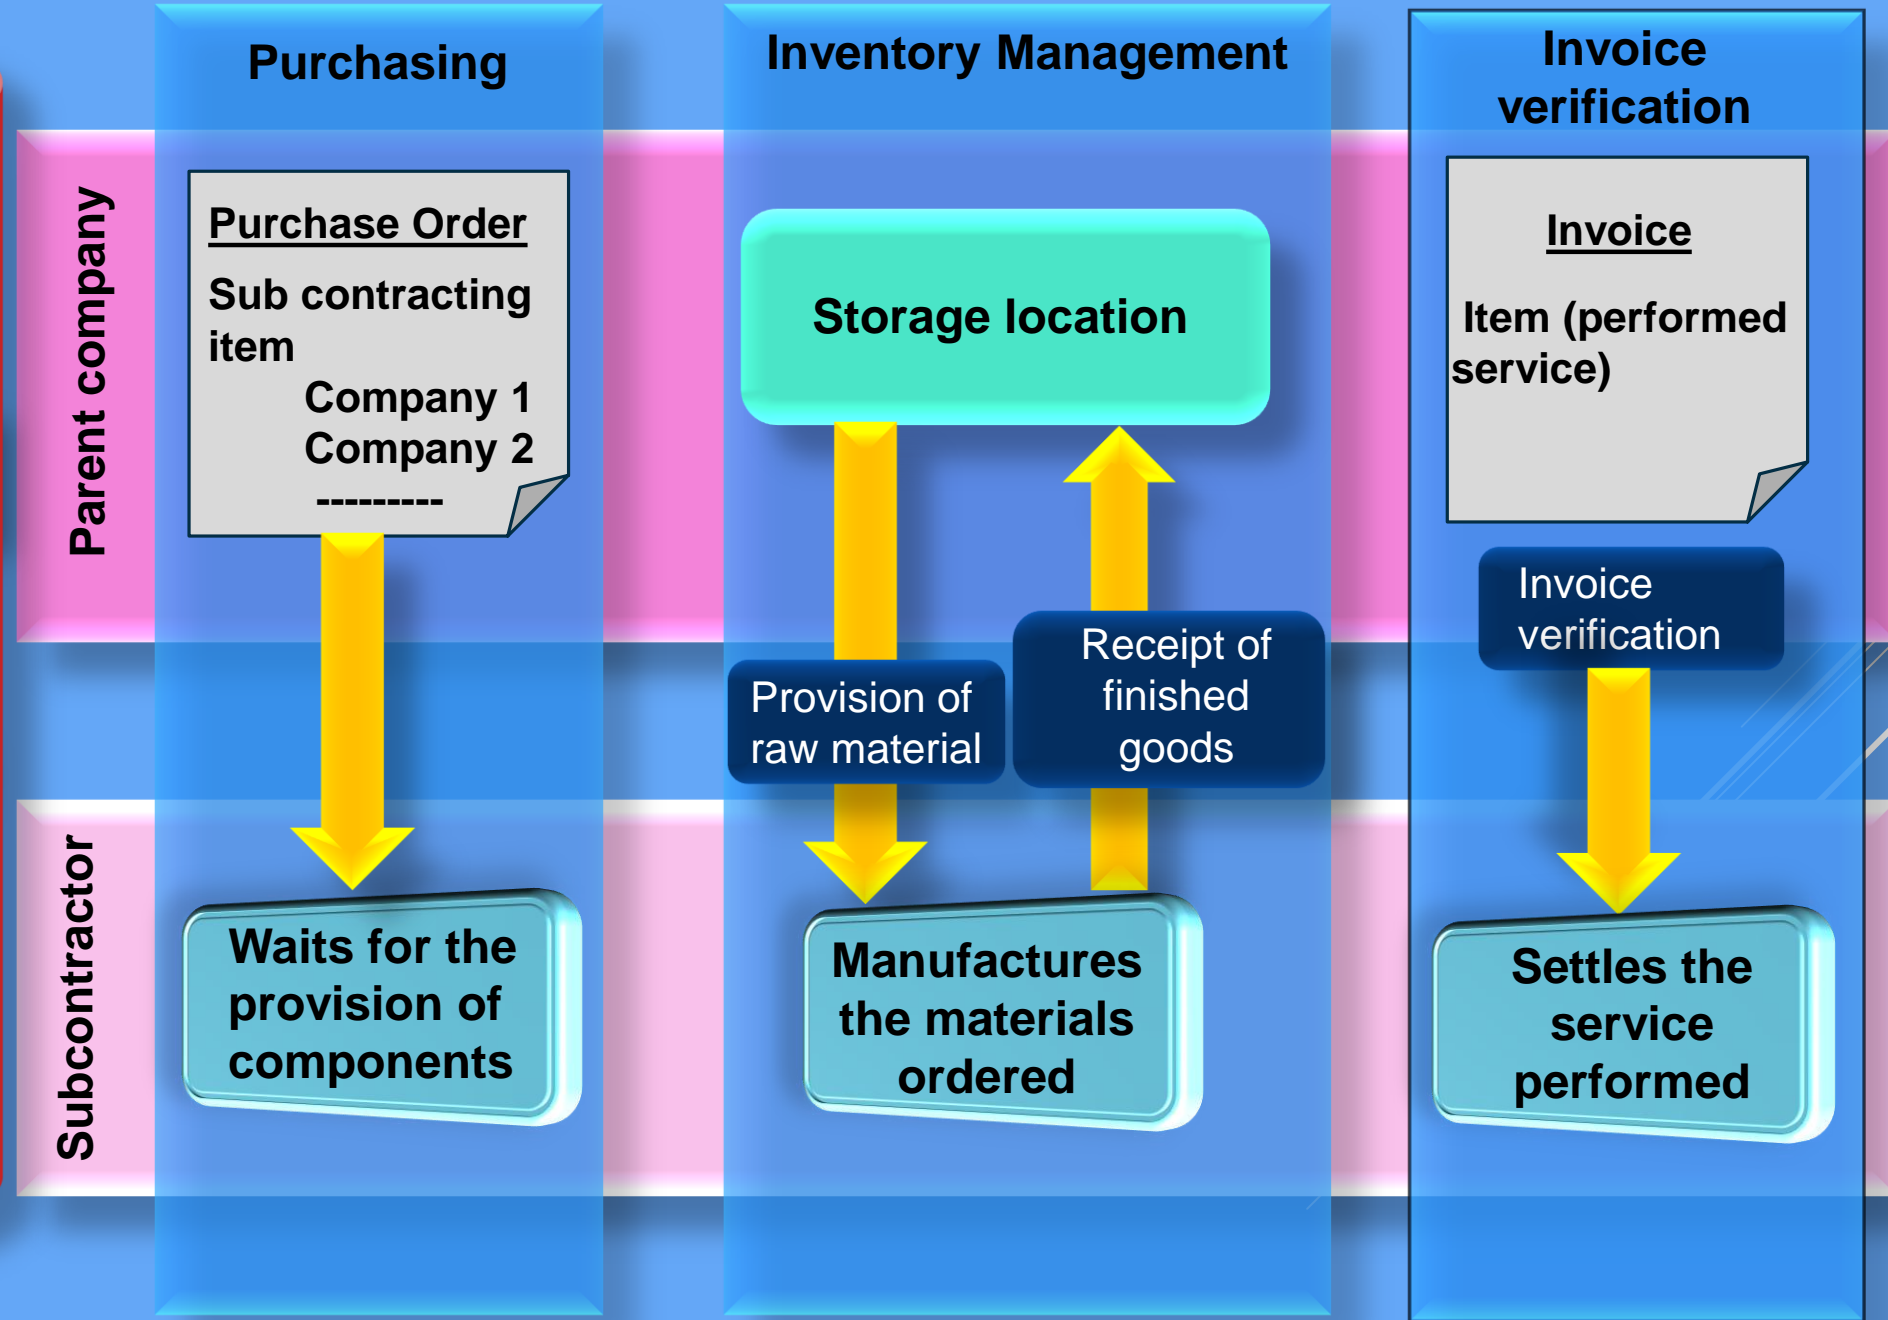 Purchasing
Inventory Management
Invoice
verification
Parent company
Purchase Order
Sub contracting
item
Company 1
Company 2
---------
Storage location
Invoice
Item (performed
service)
Invoice
verification
Provision of
raw material
Receipt of
finished
goods
Subcontractor
Waits for the
provision of
components
Manufactures
the materials
ordered
Settles the
service
performed